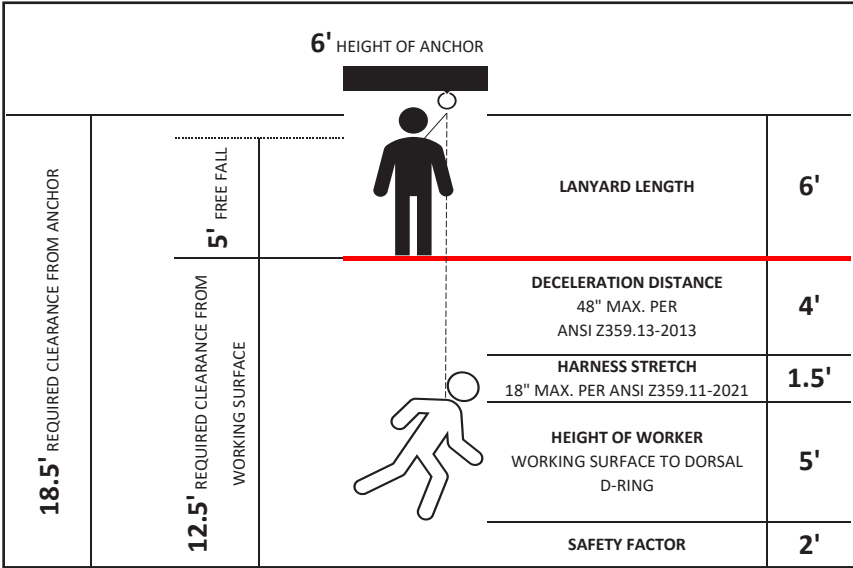 6' HEIGHT OF ANCHOR
18.5' REQUIRED CLEARANCE FROM ANCHOR
5' FREE FALL
12.5' REQUIRED CLEARANCE FROM
WORKING SURFACE
LANYARD LENGTH
6'
DECELERATION DISTANCE
48" MAX. PER
ANSI Z359.13-2013
4'
HARNESS STRETCH
18" MAX. PER ANSI Z359.11-2021
1.5'
HEIGHT OF WORKER
WORKING SURFACE TO DORSAL
D-RING
5'
SAFETY FACTOR
2'